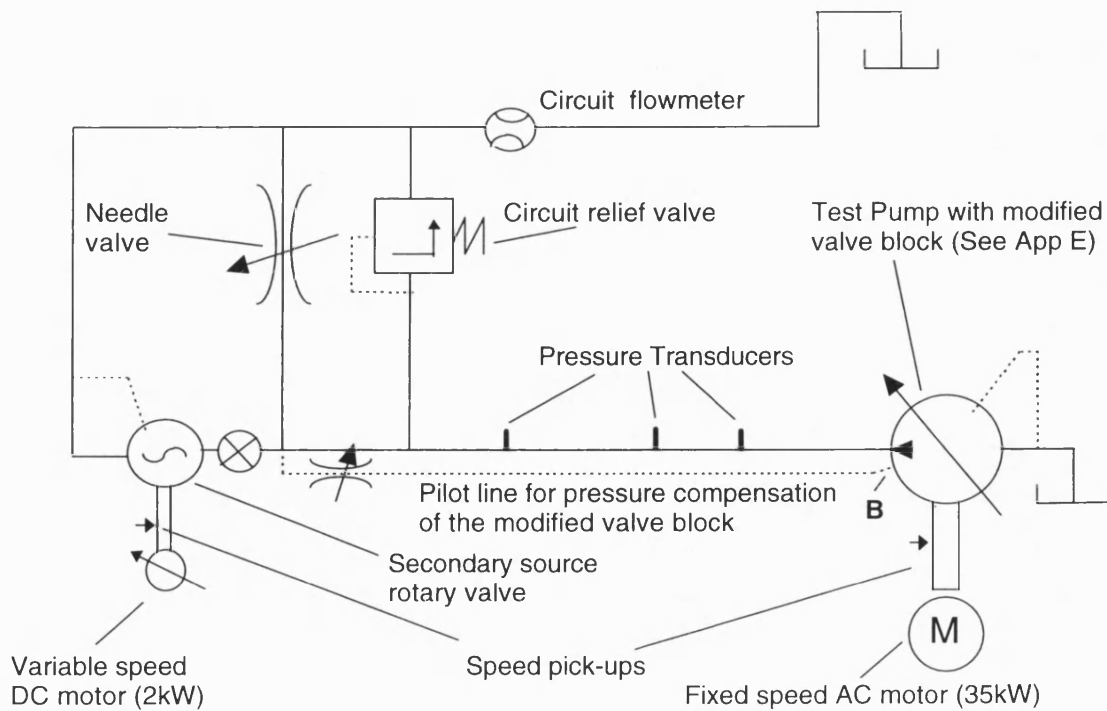 Circuit flowmeter
Needle
valve
Circuit relief valve
Test Pump with modified
valve block (See App E)
Pressure Transducers
Pilot line for pressure compensation
of the modified valve block
B
Secondary source
rotary valve
M
Variable speed
DC motor (2kW)
Speed pick-ups
Fixed speed AC motor (35kW)